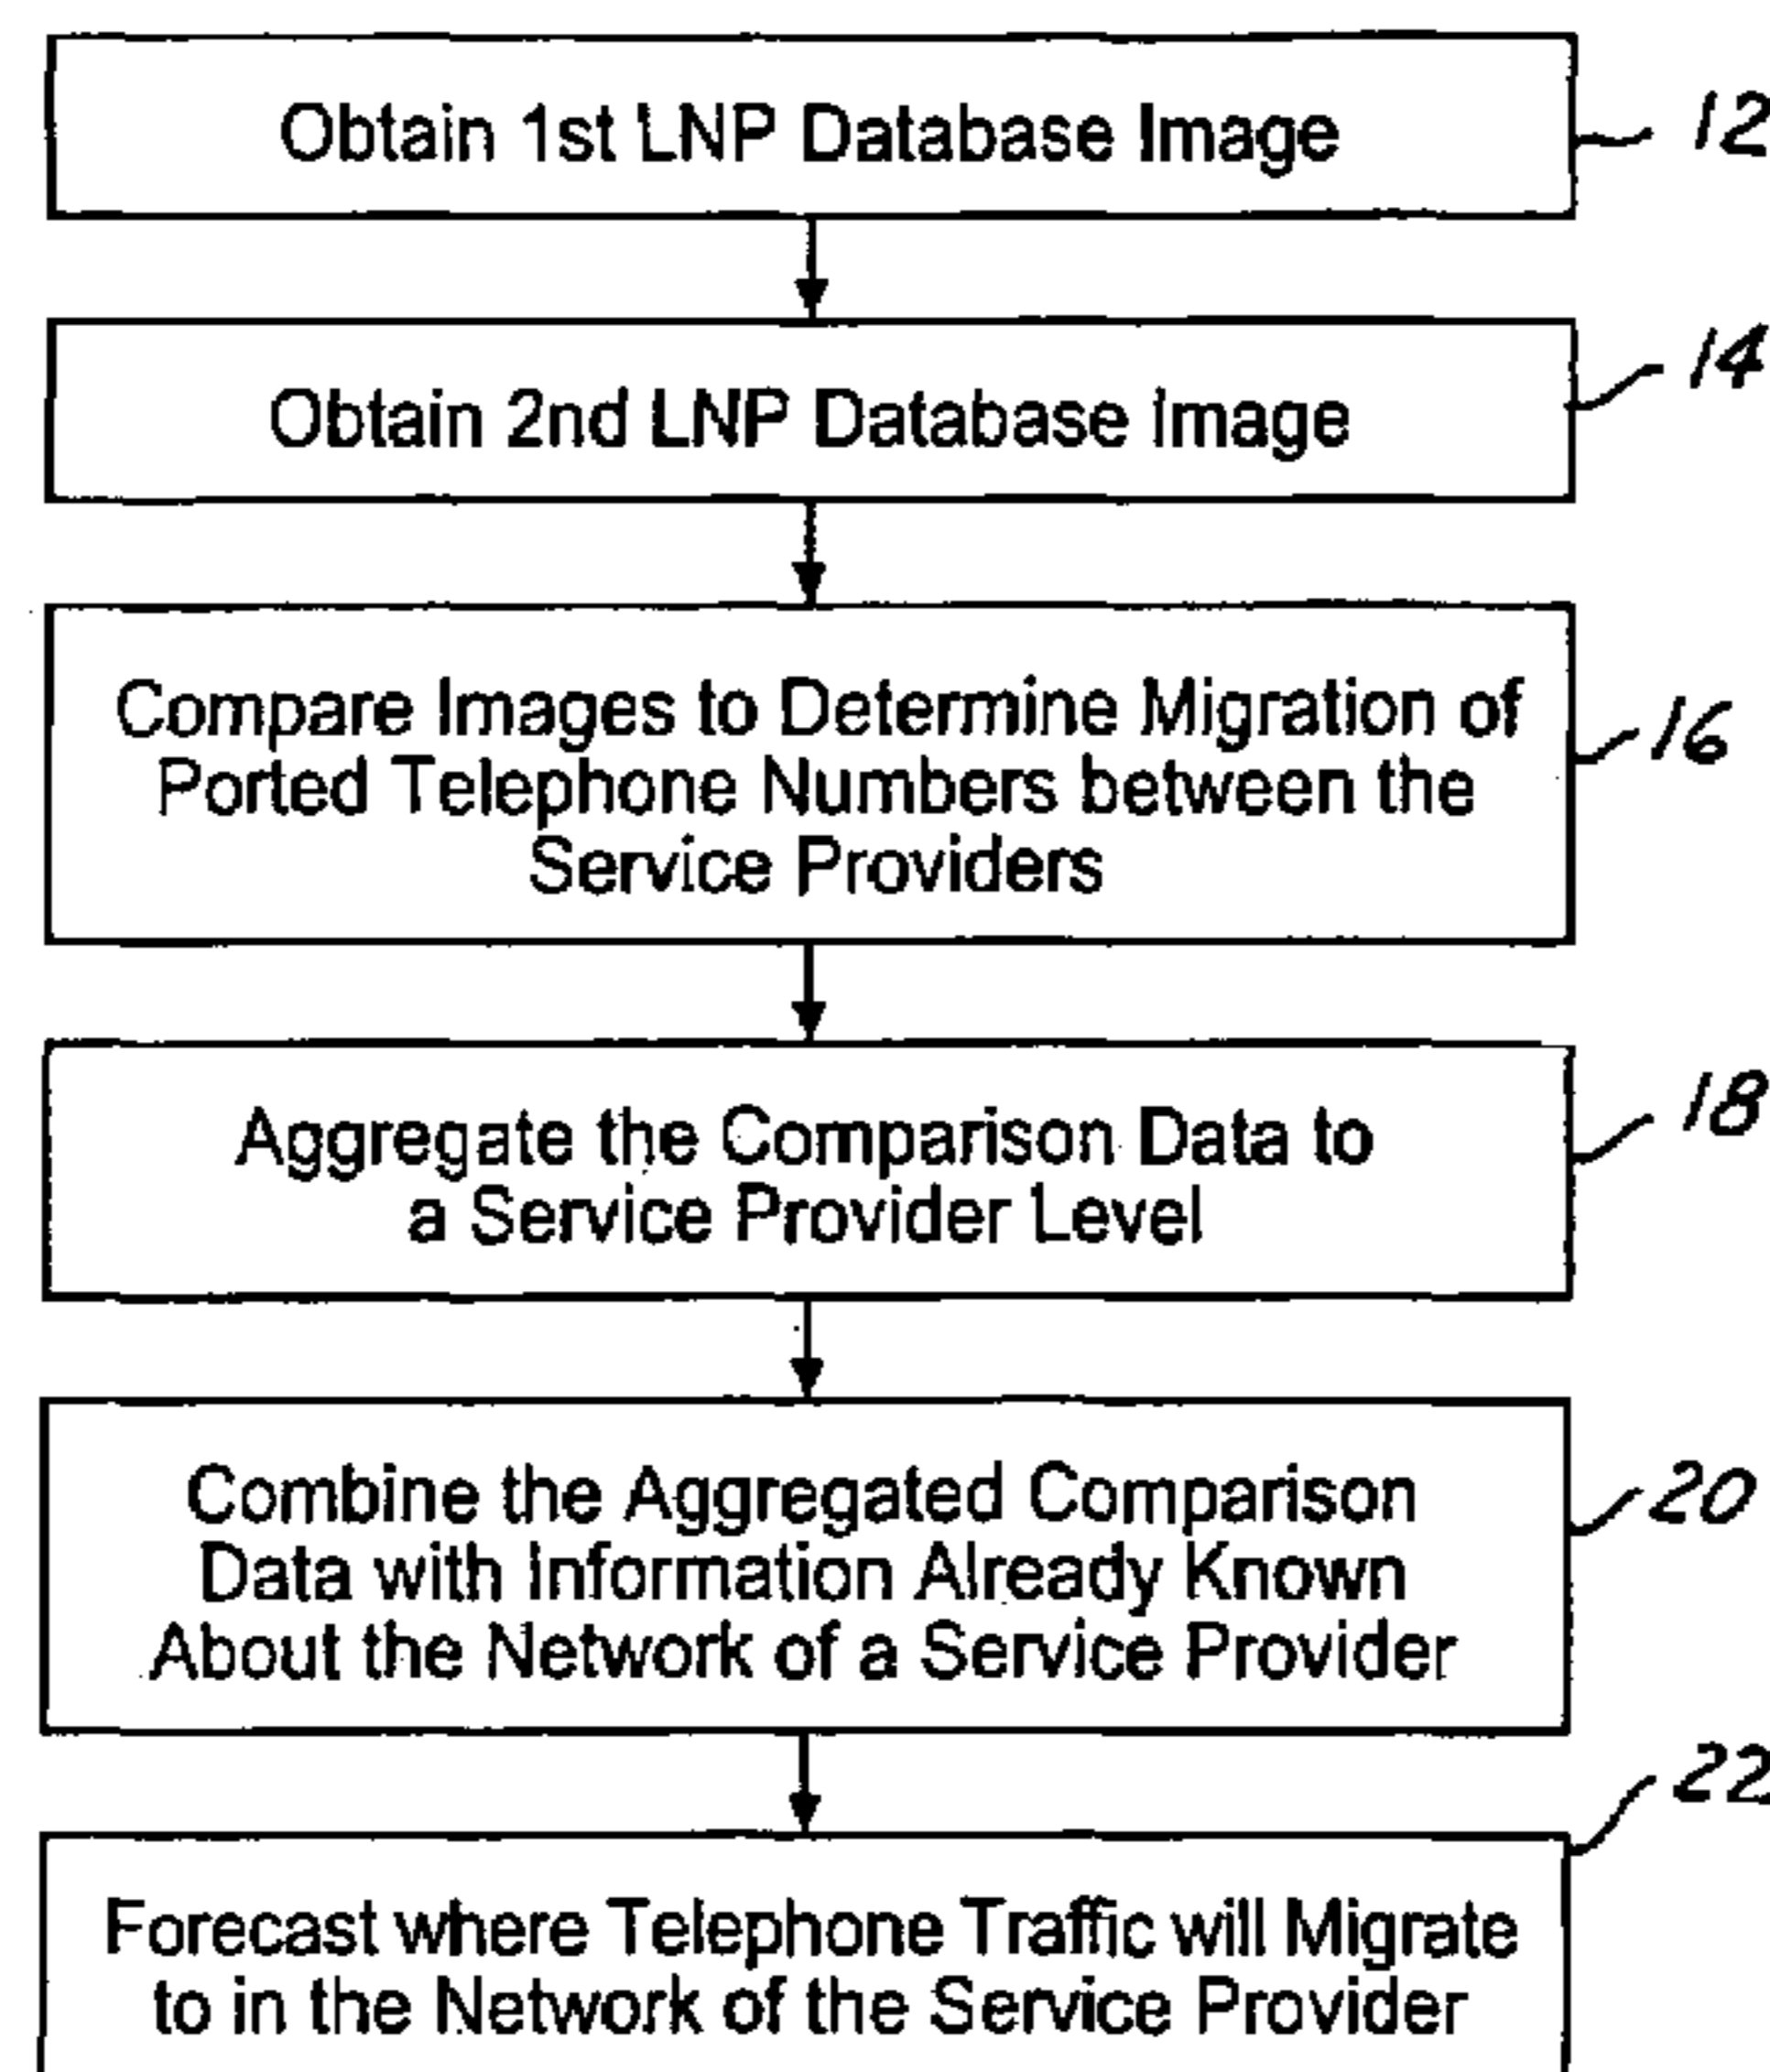 Obtain 1st LNP Database Image
12
Obtain 2nd LNP Database Image
14
Compare Images to Determine Migration of
Ported Telephone Numbers between the
Service Providers
16
Aggregate the Comparison Data to
a Service Provider Level
18
Combine the Aggregated Comparison
Data with Information Already Known
About the Network of a Service Provider
20
Forecast where Telephone Traffic will Migrate
to in the Network of the Service Provider
22